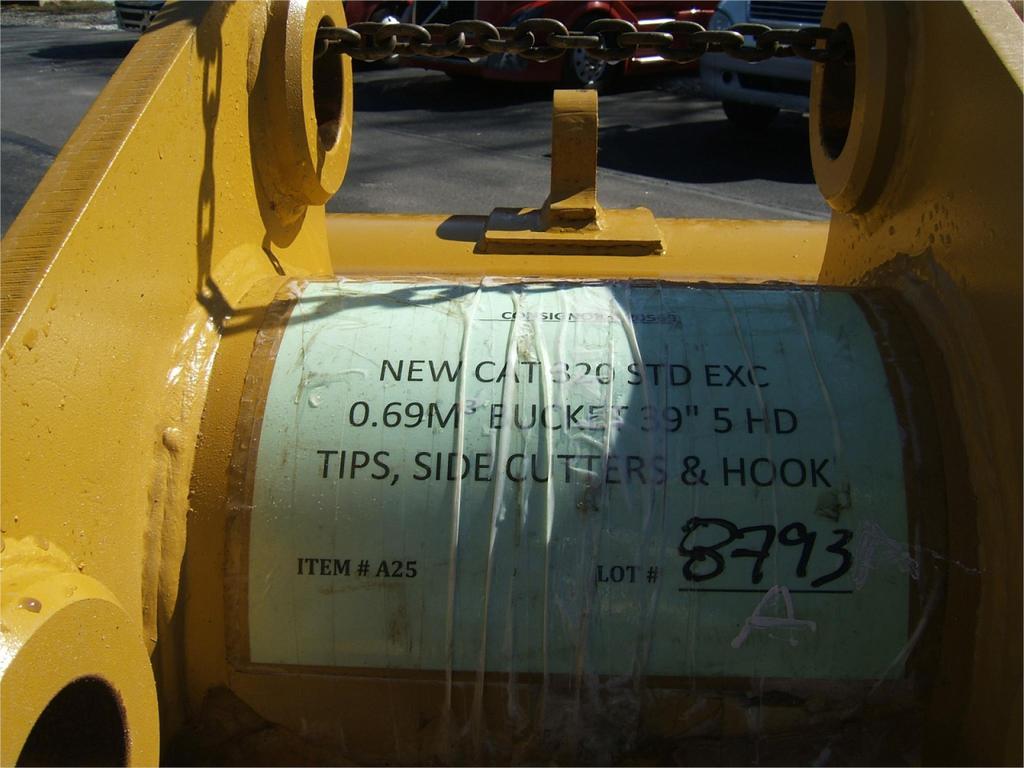 NEW CAT 320 STD EXC
0.69M³ BUCKET 39" 5 HD
TIPS, SIDE CUTTERS & HOOK
ITEM # A25 LOT # 8793
A